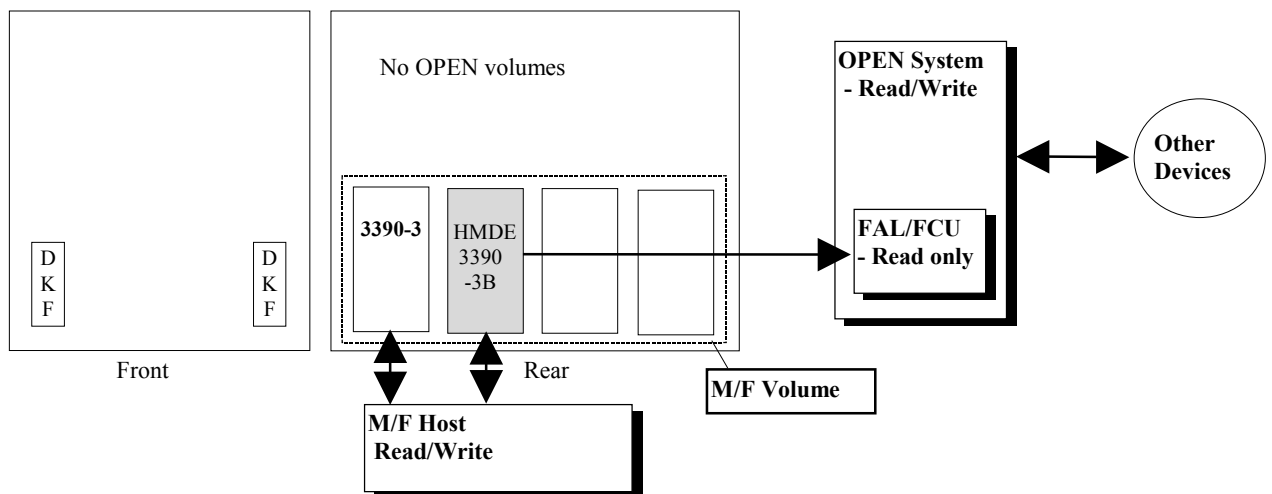 No OPEN volumes
OPEN System
- Read/Write
Other
Devices
3390-3
HMDE
3390
-3B
FAL/FCU
- Read only
D
K
F
D
K
F
Front
Rear
M/F Volume
M/F Host
Read/Write